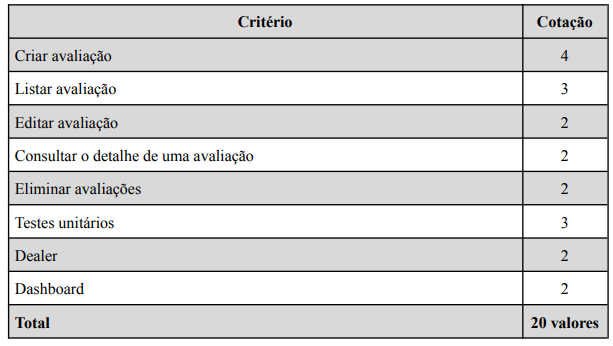 Critério Cotação
Criar avaliação 4
Listar avaliação 3
Editar avaliação 2
Consultar o detalhe de uma avaliação 2
Eliminar avaliações 2
Testes unitários 3
Dealer 2
Dashboard 2
Total 20 valores